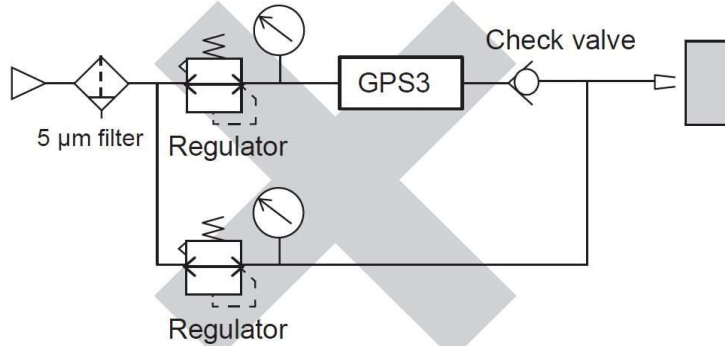 Check valve
GPS3
5 µm filter
Regulator
Regulator